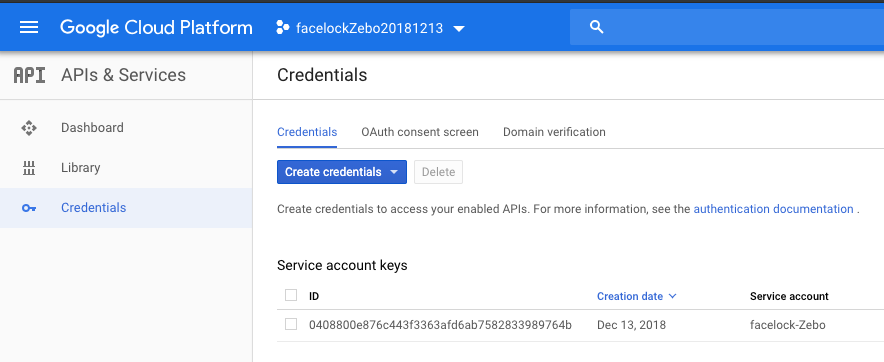 Google Cloud Platform facelockZebo20181213
API APIs & Services Credentials
Dashboard
Library
Credentials
Credentials OAuth consent screen Domain verification
Create credentials Delete
Create credentials to access your enabled APIs. For more information, see the authentication documentation .
Service account keys
ID Creation date Service account
0408800e876c443f3363afd6ab7582833989764b Dec 13, 2018 facelock-Zebo